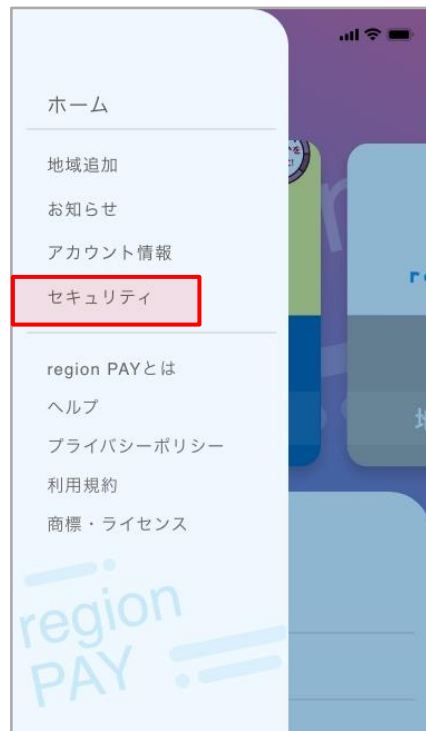 ホーム
地域追加
お知らせ
アカウント情報
セキュリティ
region PAYとは
ヘルプ
プライバシーポリシー
利用規約
商標・ライセンス
region
PAY